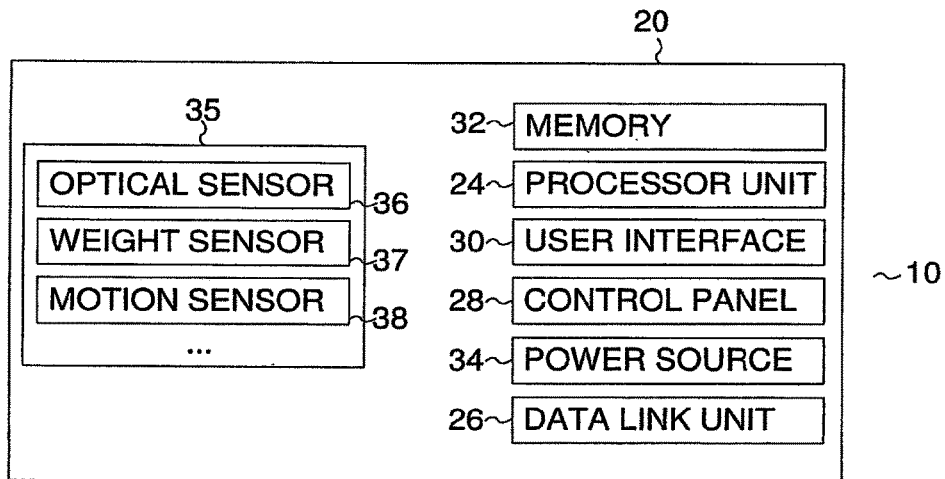 20
35
OPTICAL SENSOR 36
WEIGHT SENSOR 37
MOTION SENSOR 38
...
32 MEMORY
24 PROCESSOR UNIT
30 USER INTERFACE
28 CONTROL PANEL
34 POWER SOURCE
26 DATA LINK UNIT
10